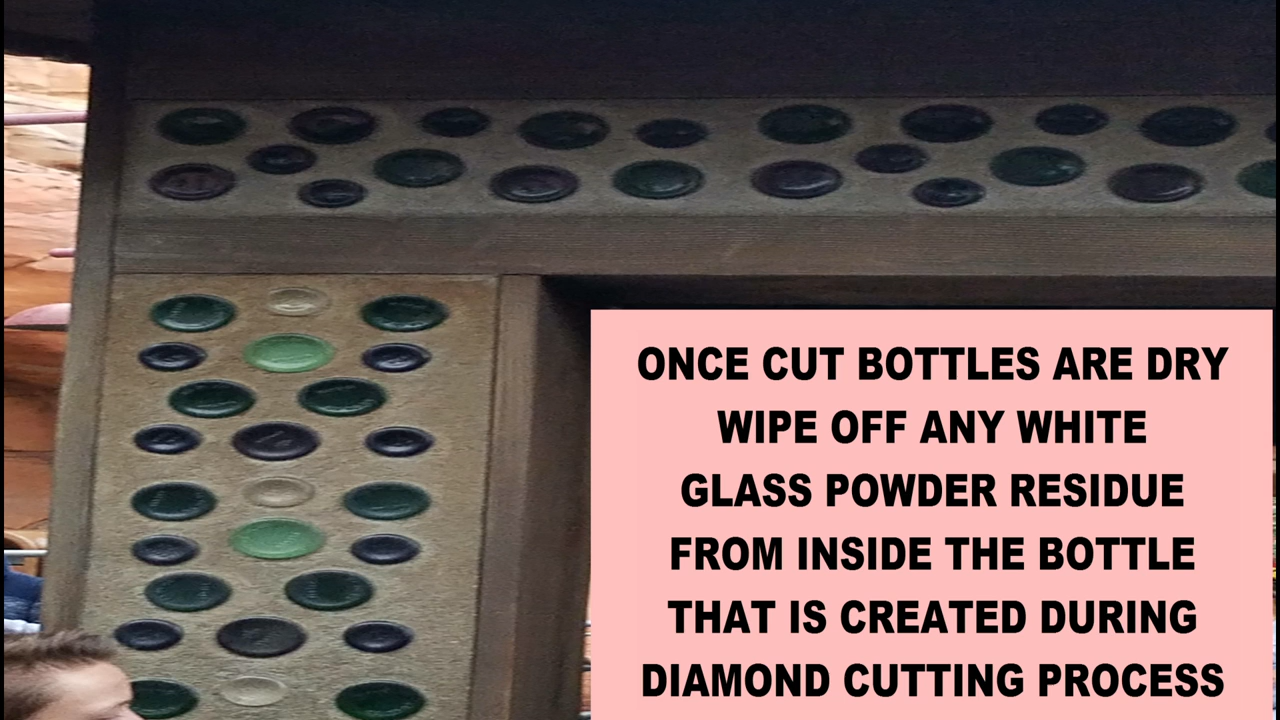 ONCE CUT BOTTLES ARE DRY
WIPE OFF ANY WHITE
GLASS POWDER RESIDUE
FROM INSIDE THE BOTTLE
THAT IS CREATED DURING
DIAMOND CUTTING PROCESS